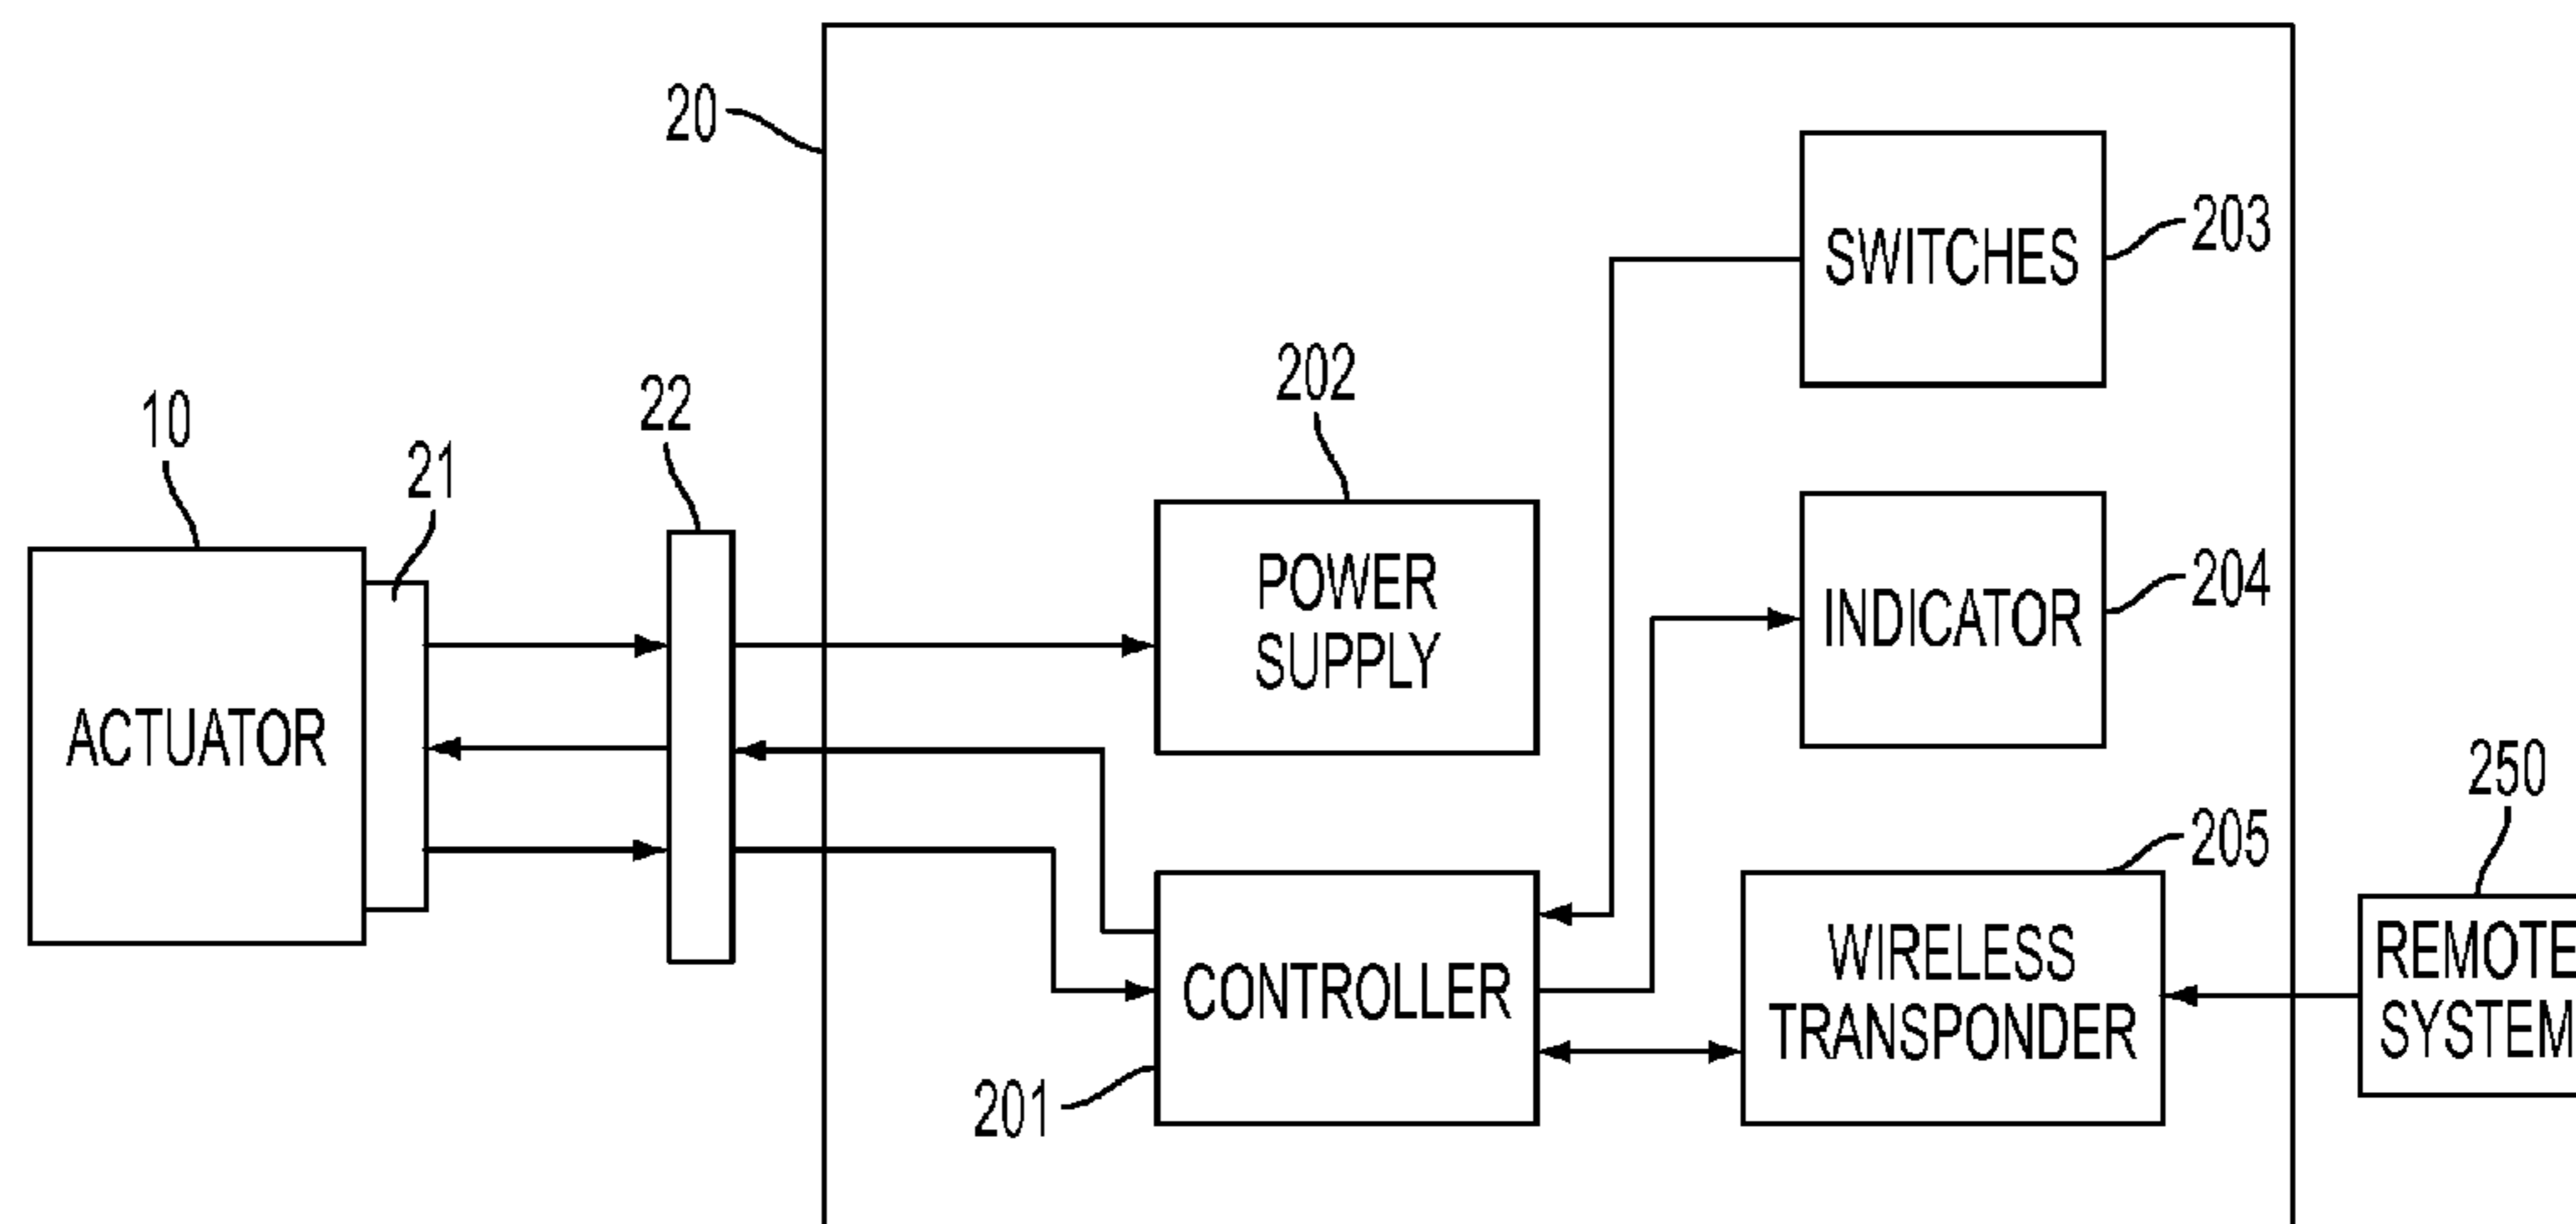 20
SWITCHES
203
202
10
21
22
POWER
SUPPLY
INDICATOR
204
ACTUATOR
250
205
CONTROLLER
WIRELESS
TRANSPONDER
REMOTE
SYSTEM
201